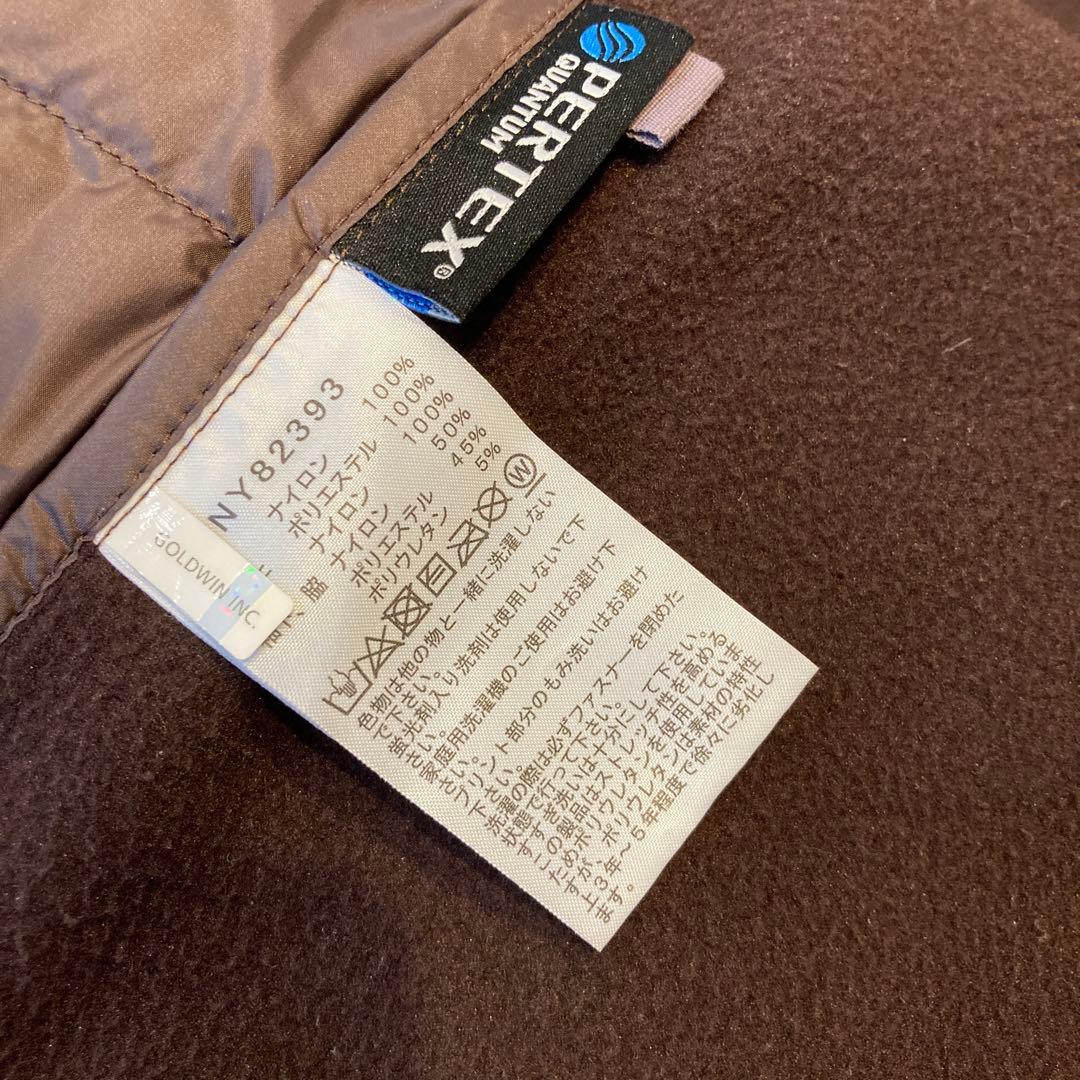 PERTEX®
QUANTUM
NY82393
ナイロン 100%
ポリエステル 100%
ナイロン 100%
ナイロン 50%
脇 ポリエステル 45%
ポリウレタン 5%
GOLDWIN INC.
W
色物は他の物と一緒に洗濯しない
で下さい。
蛍光剤入り洗剤は使用しないで下
さい。
家庭用洗濯機のご使用はお避け下
さい。
プリント部分のもみ洗いはお避け
下さい。
洗濯の際は必ずファスナーを閉めた
状態で行って下さい。
すすぎ洗いは十分にして下さい。
この製品はストレッチ性を高める
ためポリウレタンを使用していま
すが、ポリウレタンは素材の特性
上3年～5年程度で徐々に劣化し
ます。